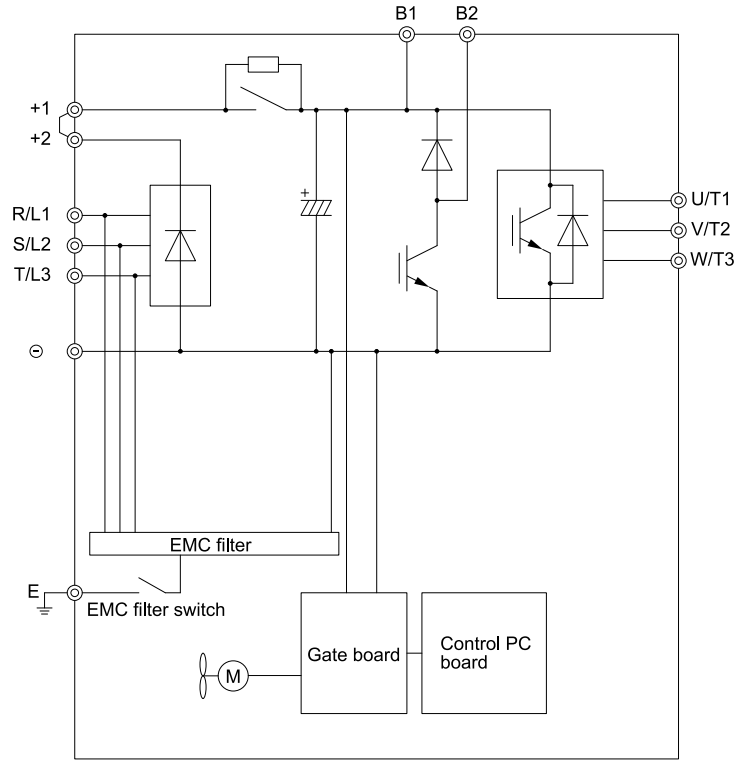 B1 B2
+1
+2
R/L1
S/L2
T/L3
⊖
+
U/T1
V/T2
W/T3
EMC filter
E
EMC filter switch
Gate board
Control PC
board
M